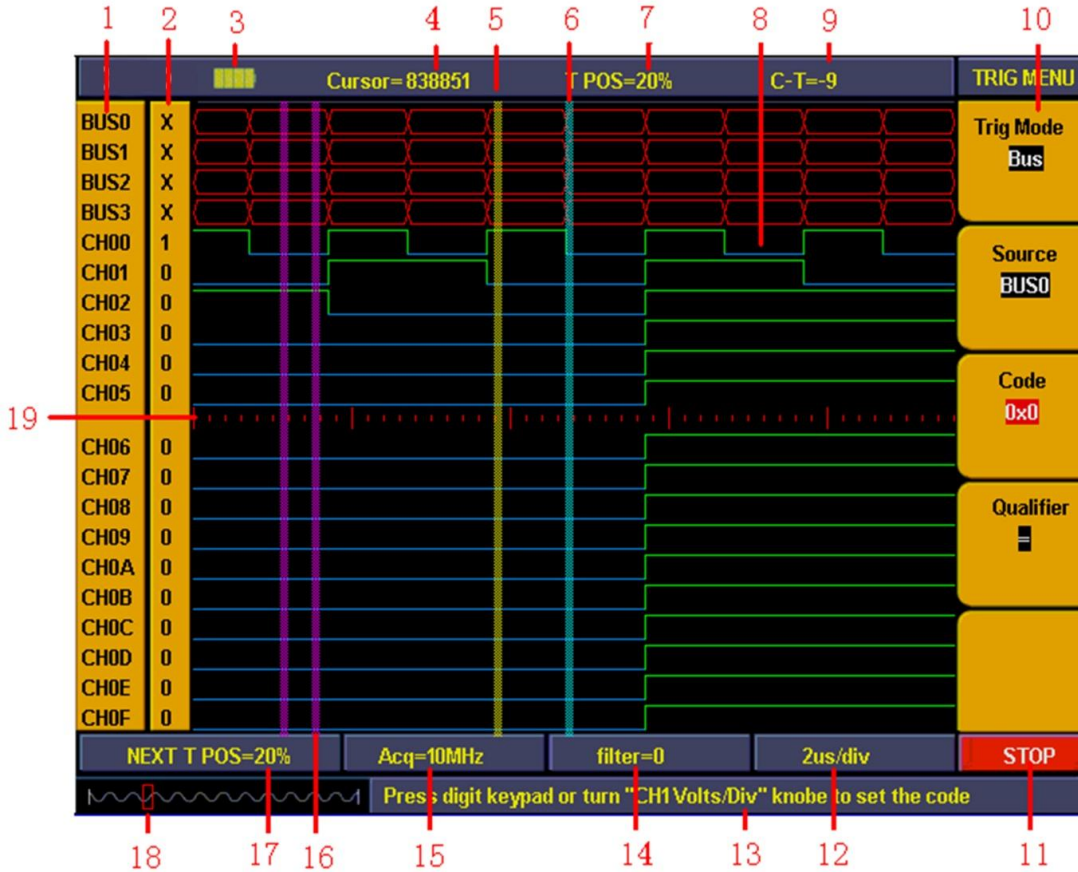 1 2 3 4 5 6 7 8 9 10
Cursor=838851 T POS=20% C-T=-9 TRIG MENU
BUS0 X
BUS1 X
BUS2 X
BUS3 X
CH00 1
CH01 0
CH02 0
CH03 0
CH04 0
CH05 0
19
CH06 0
CH07 0
CH08 0
CH09 0
CH0A 0
CH0B 0
CH0C 0
CH0D 0
CH0E 0
CH0F 0
Trig Mode
Bus
Source
BUS0
Code
0x0
Qualifier
=
NEXT T POS=20% Acq=10MHz filter=0 2us/div STOP
Press digit keypad or turn "CH1 Volts/Div" knobe to set the code
18 17 16 15 14 13 12 11